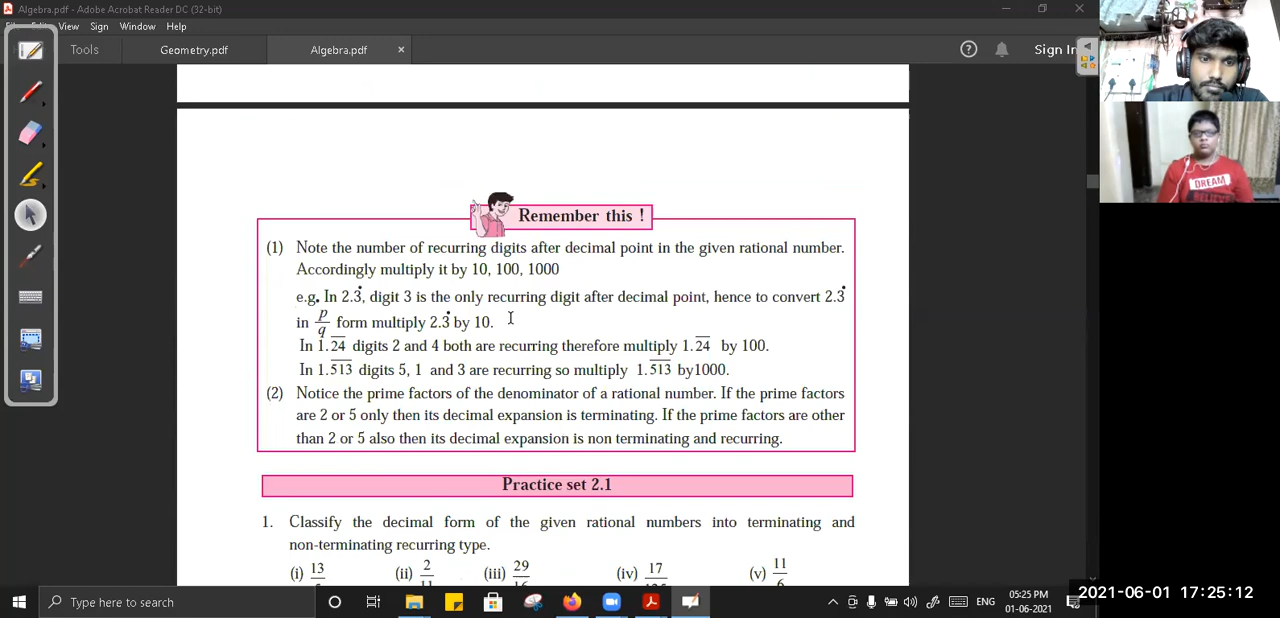 Algebra.pdf - Adobe Acrobat Reader DC (32-bit)
View Sign Window Help
Tools Geometry.pdf Algebra.pdf × Sign In
Remember this !
(1) Note the number of recurring digits after decimal point in the given rational number.
Accordingly multiply it by 10, 100, 1000
e.g. In 2.3̇, digit 3 is the only recurring digit after decimal point, hence to convert 2.3̇
in p/q form multiply 2.3̇ by 10.
In 1.2̅4̅ digits 2 and 4 both are recurring therefore multiply 1.2̅4̅ by 100.
In 1.5̅1̅3̅ digits 5, 1 and 3 are recurring so multiply 1.5̅1̅3̅ by1000.
(2) Notice the prime factors of the denominator of a rational number. If the prime factors
are 2 or 5 only then its decimal expansion is terminating. If the prime factors are other
than 2 or 5 also then its decimal expansion is non terminating and recurring.
Practice set 2.1
1. Classify the decimal form of the given rational numbers into terminating and
non-terminating recurring type.
(i) 13 (ii) 2/11 (iii) 29 (iv) 17 (v) 11/6
DREAM
Type here to search
ENG
05:25 PM
01-06-2021
2021-06-01 17:25:12